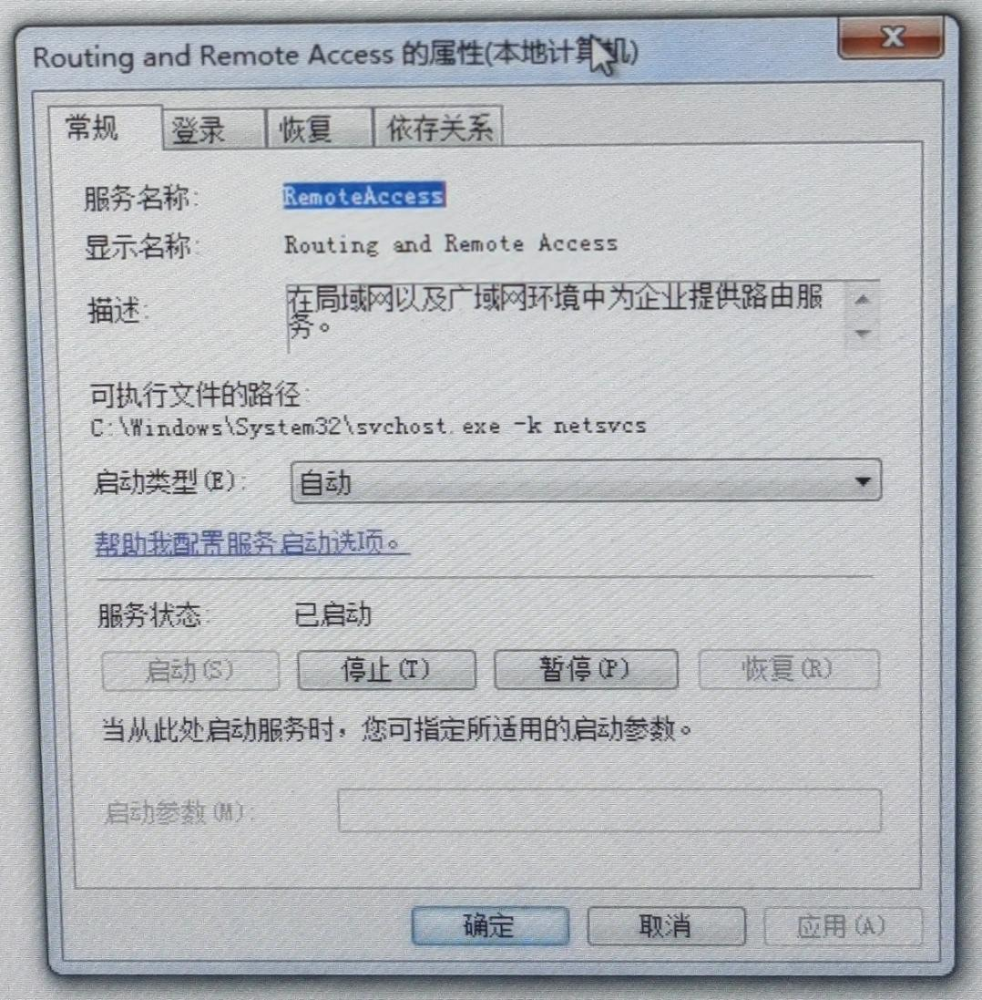 Routing and Remote Access 的属性(本地计算机)
常规 登录 恢复 依存关系
服务名称: RemoteAccess
显示名称: Routing and Remote Access
描述: 在局域网以及广域网环境中为企业提供路由服
务。
可执行文件的路径:
C:\Windows\System32\svchost.exe -k netsvcs
启动类型(E): 自动
帮助我配置服务启动选项。
服务状态: 已启动
启动(S) 停止(T) 暂停(P) 恢复(R)
当从此处启动服务时，您可指定所适用的启动参数。
启动参数(M):
确定 取消 应用(A)